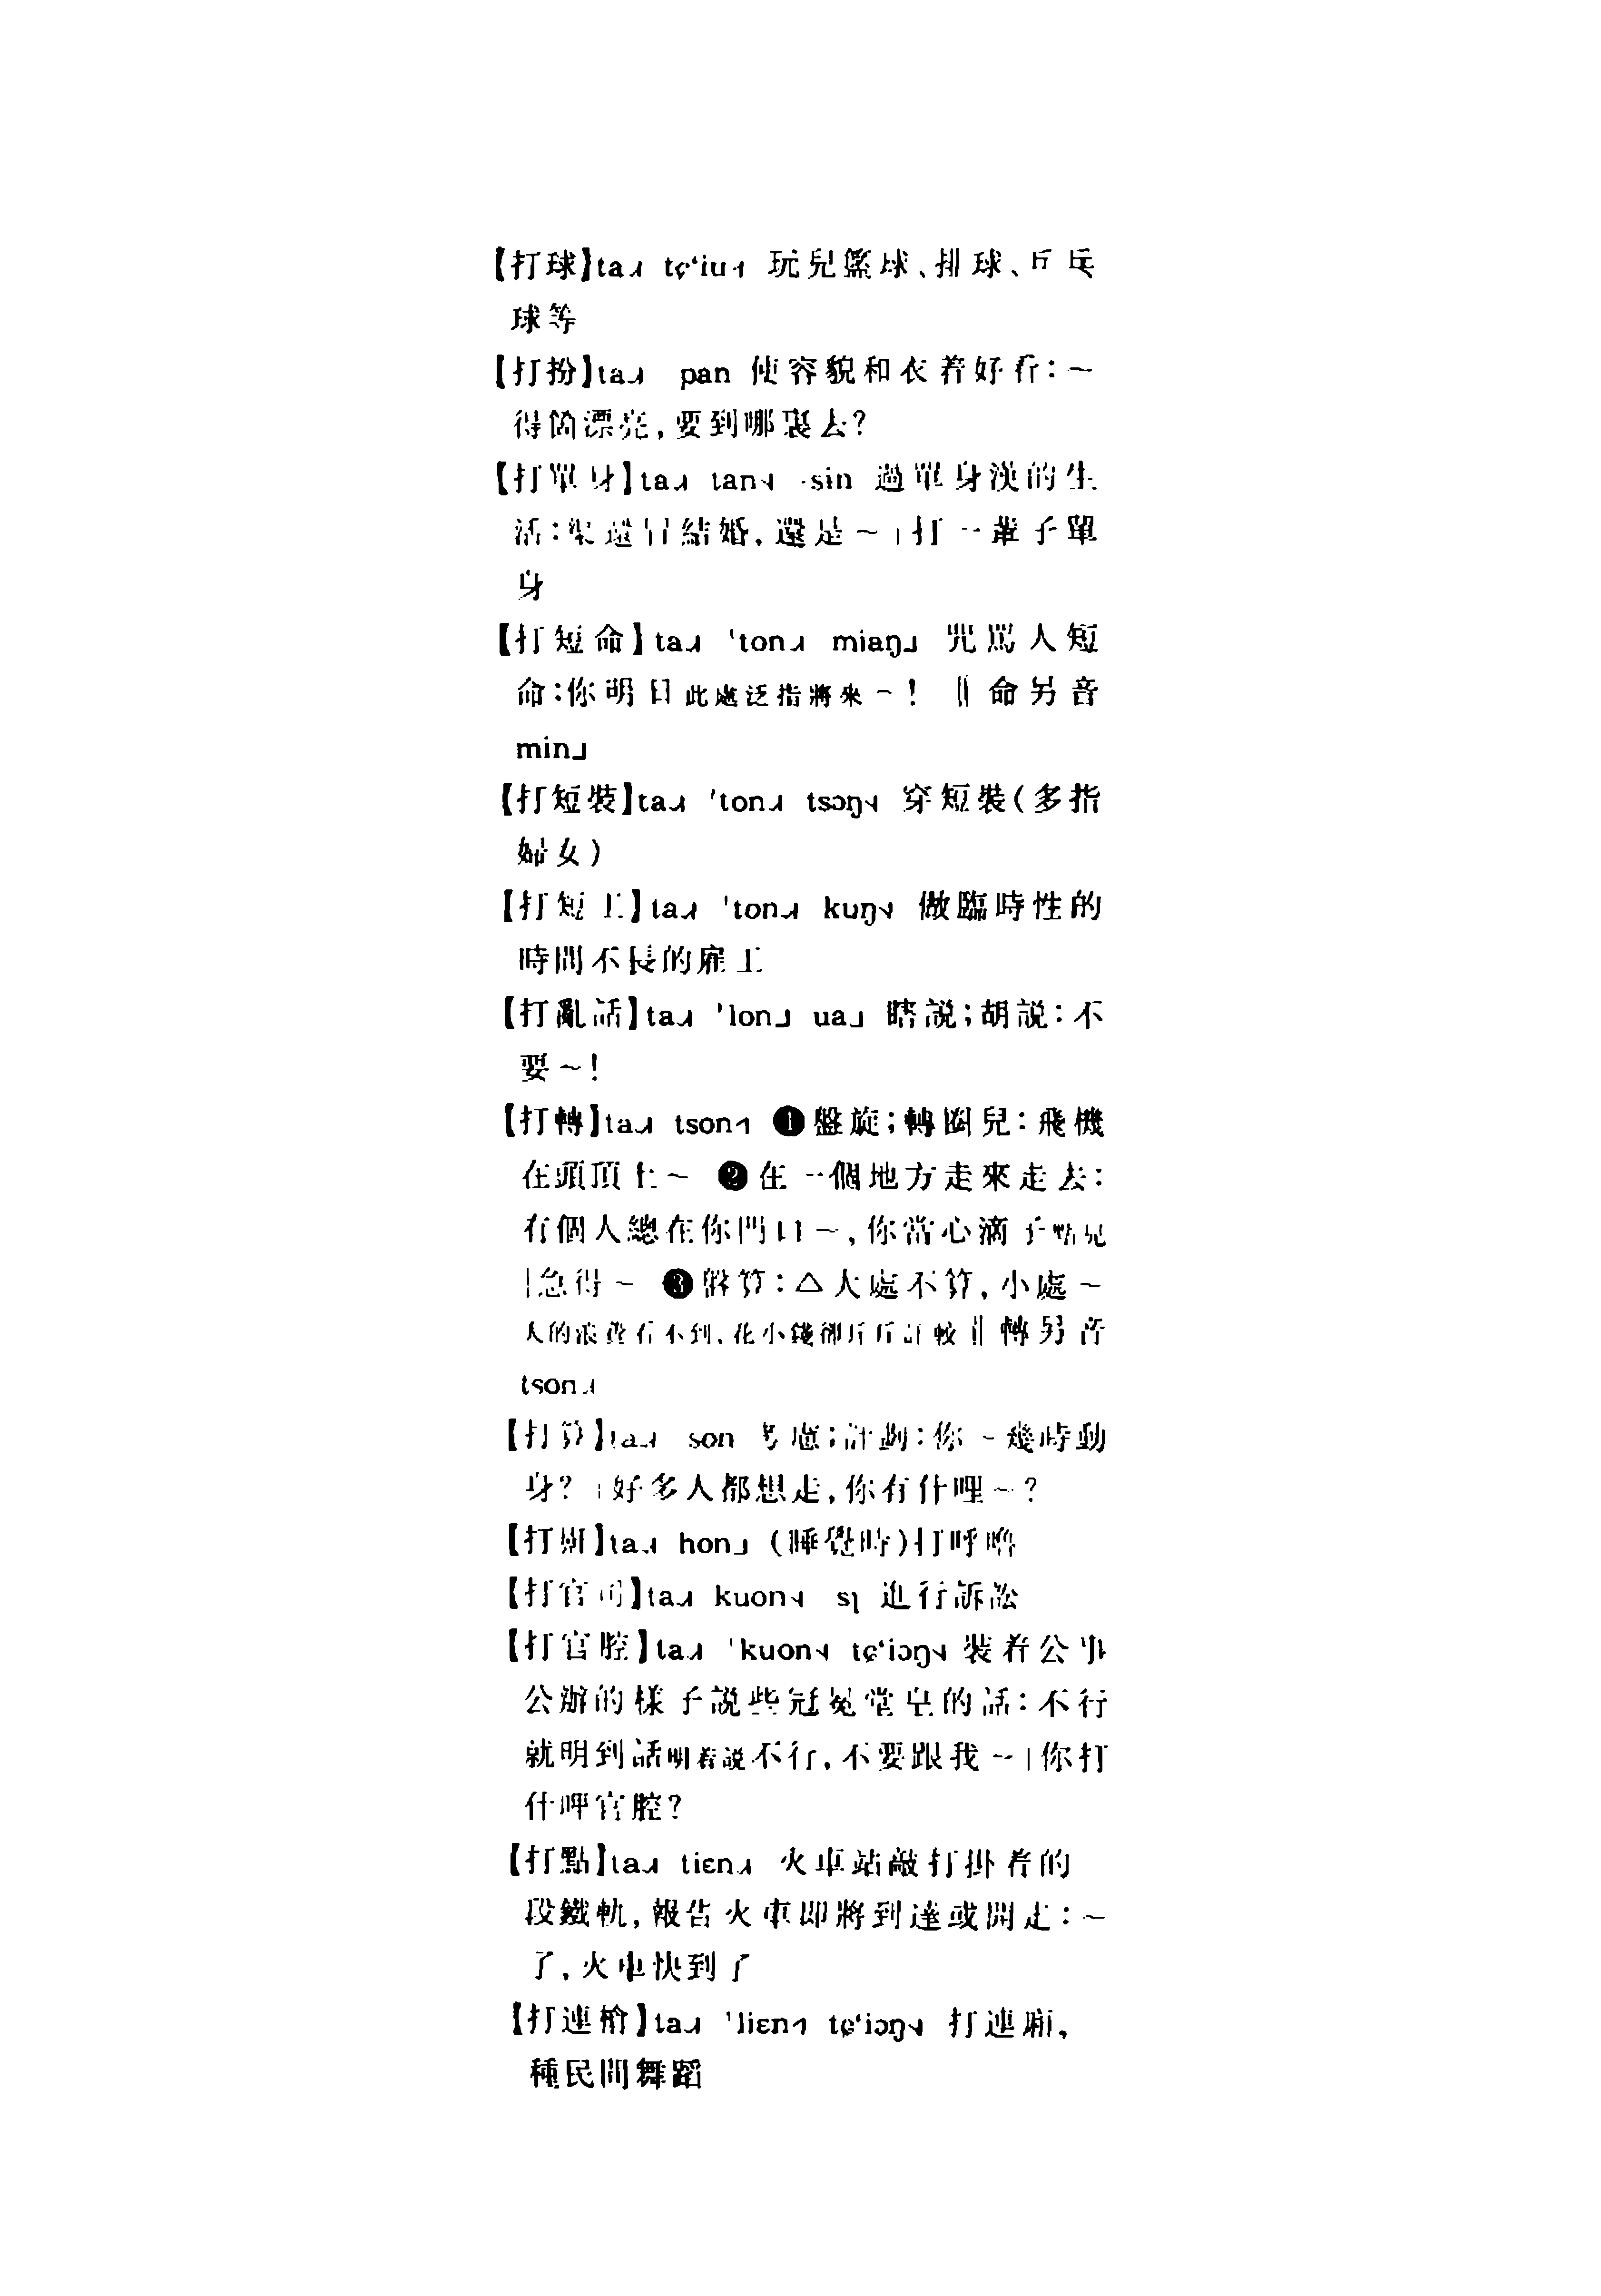 【打球】ta˩˧ tɕ‘iu˧˥ 玩兒籃球、排球、乒乓
球等
【打扮】ta˩˧ pan 使容貌和衣着好看：～
得箇漂亮，要到哪裏去？
【打單身】ta˩˧ tan˧˨ ·sin 過單身漢的生
活：渠還冒結婚，還是～｜打一輩子單
身
【打短命】ta˩˧ 'ton˩˧ miaŋ˩ 咒駡人短
命：你明日此處泛指將來～！‖命另音
min˩
【打短裝】ta˩˧ 'ton˩˧ tsɔŋ˧˨ 穿短裝（多指
婦女）
【打短工】ta˩˧ 'ton˩˧ kuŋ˧˨ 做臨時性的
時間不長的雇工
【打亂話】ta˩˧ 'lon˩ ua˩ 瞎説；胡説：不
要～！
【打轉】ta˩˧ tson˧˥ ❶盤旋；轉圈兒：飛機
在頭頂上～ ❷在一個地方走來走去：
有個人總在你門口～，你當心滴子點兒
｜急得～ ❸盤算：△大處不算，小處～
大的浪費看不到，花小錢卻斤斤計較‖轉另音
tson˩˧
【打算】ta˩˧ son 考慮；計劃：你～幾時動
身？｜好多人都想走，你有什哩～？
【打鼾】ta˩˧ hon˩ （睡覺時）打呼嚕
【打官司】ta˩˧ kuon˧˨ sɿ 進行訴訟
【打官腔】ta˩˧ 'kuon˧˨ tɕ‘iɔŋ˧˨ 裝着公事
公辦的樣子説些冠冕堂皇的話：不行
就明到話明着説不行，不要跟我～｜你打
什呷官腔？
【打點】ta˩˧ tiɛn˩˧ 火車站敲打掛着的
段鐵軌，報告火車即將到達或開走：～
了，火車快到了
【打連槍】ta˩˧ 'liɛn˧˥ tɕ‘iɔŋ˧˨ 打連廂，
種民間舞蹈